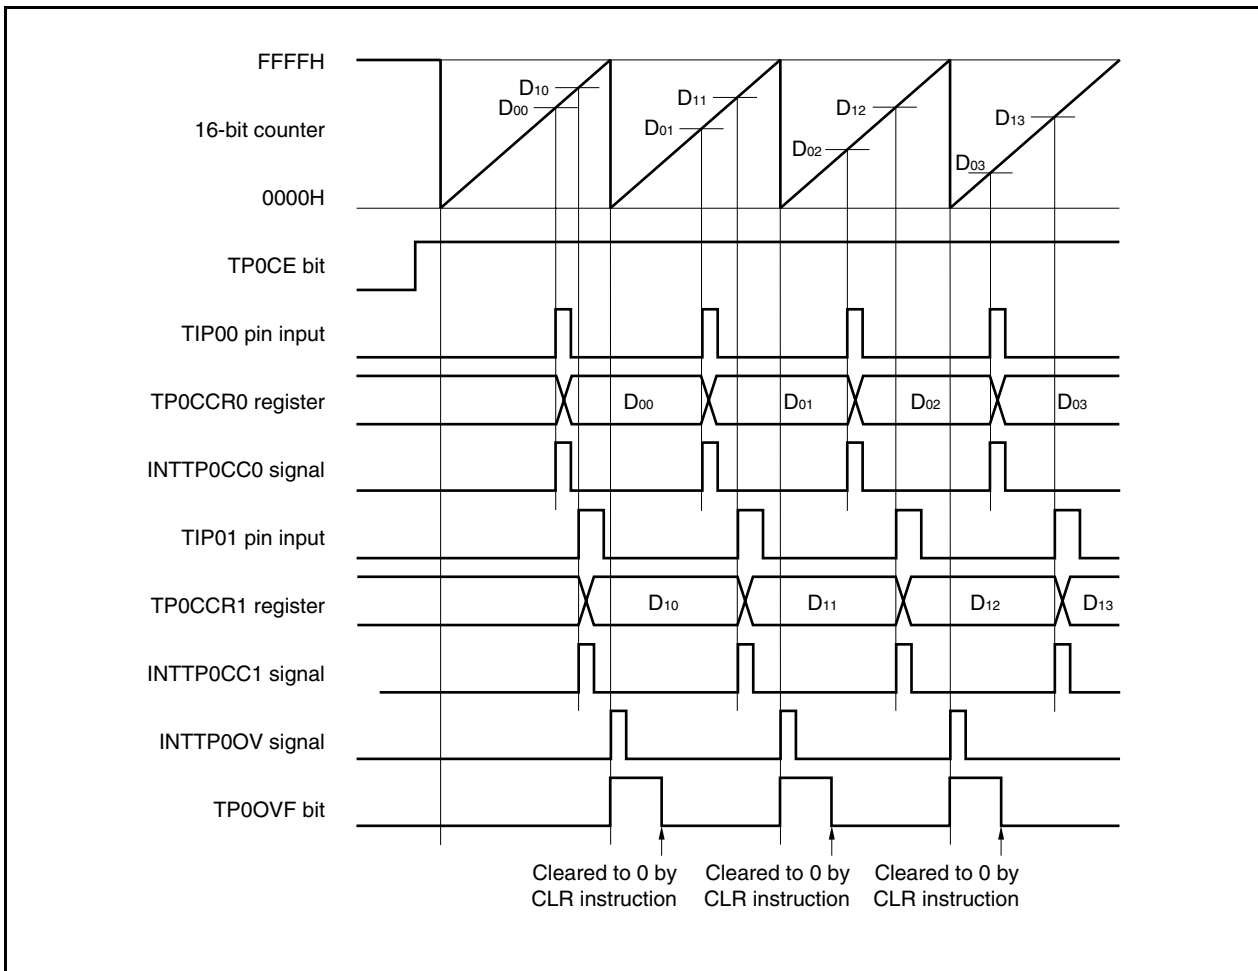 FFFFH
D10
D00
D11
D01
D12
D02
D13
D03
16-bit counter
0000H
TP0CE bit
TIP00 pin input
TP0CCR0 register
D00
D01
D02
D03
INTTP0CC0 signal
TIP01 pin input
TP0CCR1 register
D10
D11
D12
D13
INTTP0CC1 signal
INTTP0OV signal
TP0OVF bit
Cleared to 0 by
CLR instruction
Cleared to 0 by
CLR instruction
Cleared to 0 by
CLR instruction